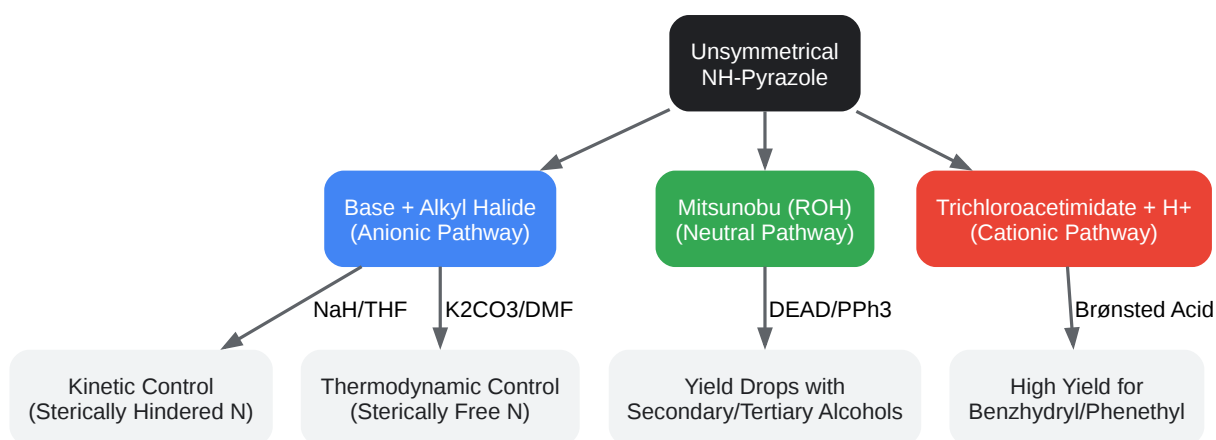 Unsymmetrical
NH-Pyrazole
Base + Alkyl Halide
(Anionic Pathway)
Mitsunobu (ROH)
(Neutral Pathway)
Trichloroacetimidate + H+
(Cationic Pathway)
NaH/THF
K2CO3/DMF
DEAD/PPh3
Brønsted Acid
Kinetic Control
(Sterically Hindered N)
Thermodynamic Control
(Sterically Free N)
Yield Drops with
Secondary/Tertiary Alcohols
High Yield for
Benzhydryl/Phenethyl